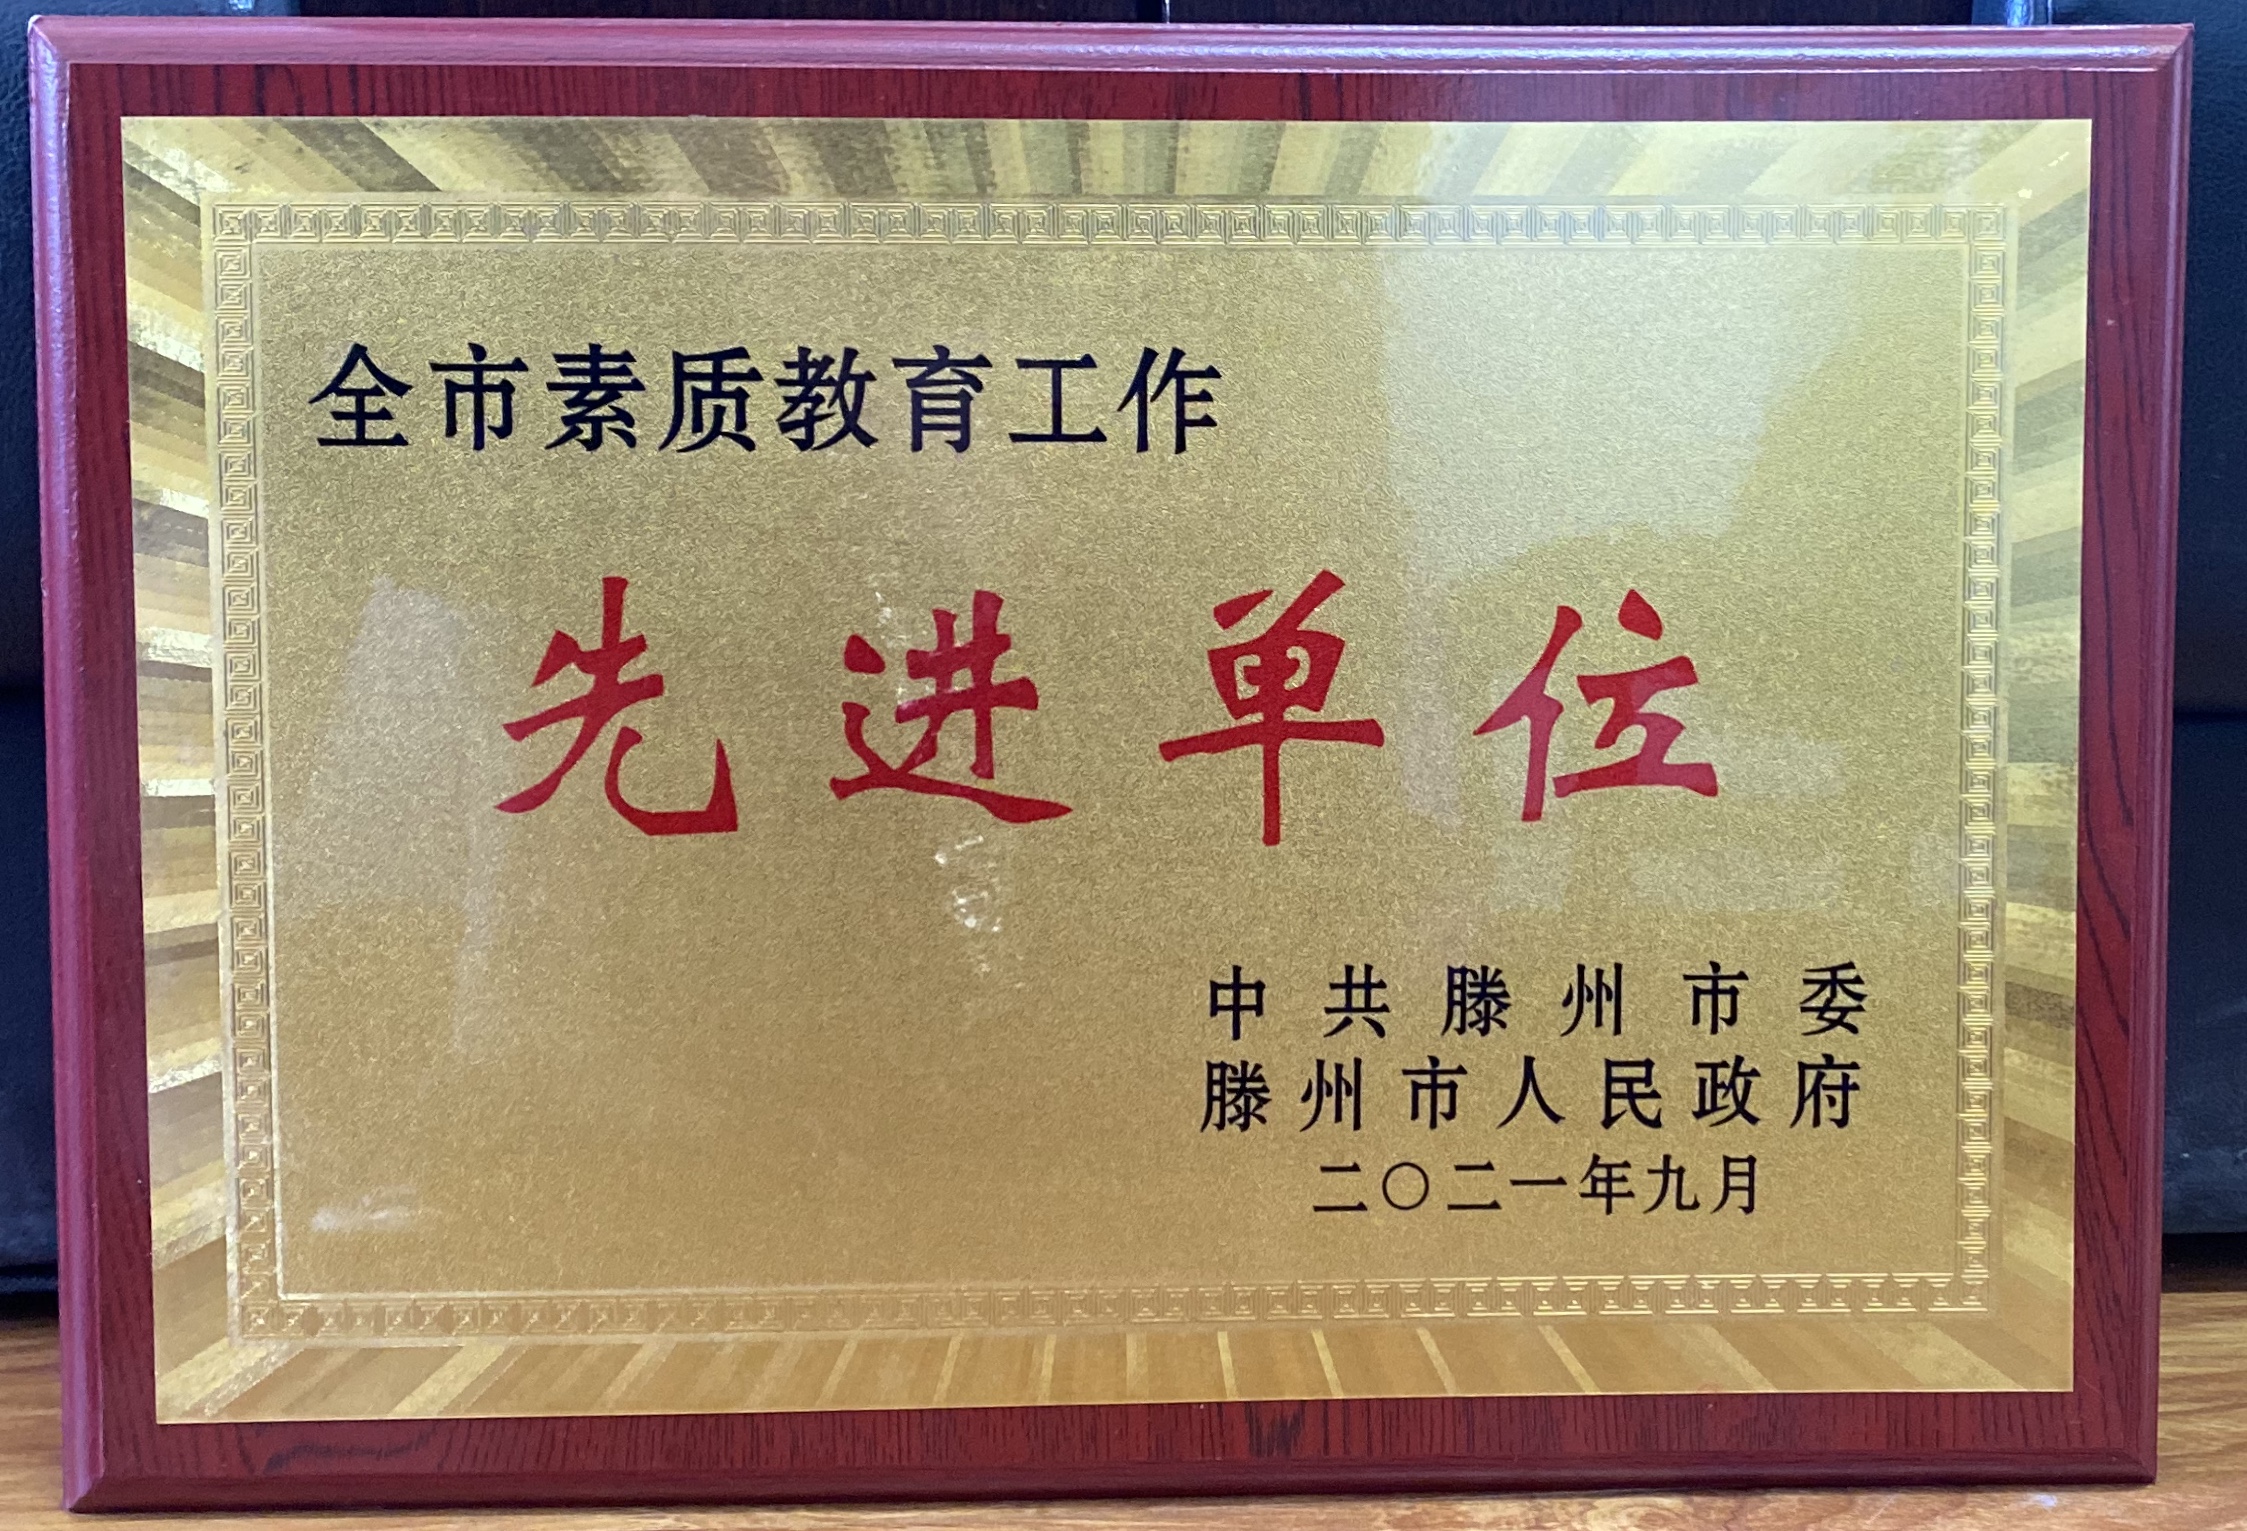 全市素质教育工作
先进单位
中共滕州市委
滕州市人民政府
二〇二一年九月